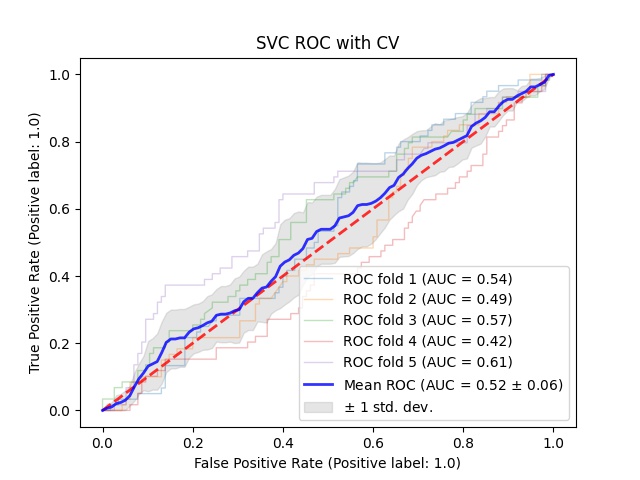 SVC ROC with CV
True Positive Rate (Positive label: 1.0)
1.0
0.8
0.6
0.4
0.2
0.0
ROC fold 1 (AUC = 0.54)
ROC fold 2 (AUC = 0.49)
ROC fold 3 (AUC = 0.57)
ROC fold 4 (AUC = 0.42)
ROC fold 5 (AUC = 0.61)
Mean ROC (AUC = 0.52 ± 0.06)
± 1 std. dev.
0.0 0.2 0.4 0.6 0.8 1.0
False Positive Rate (Positive label: 1.0)